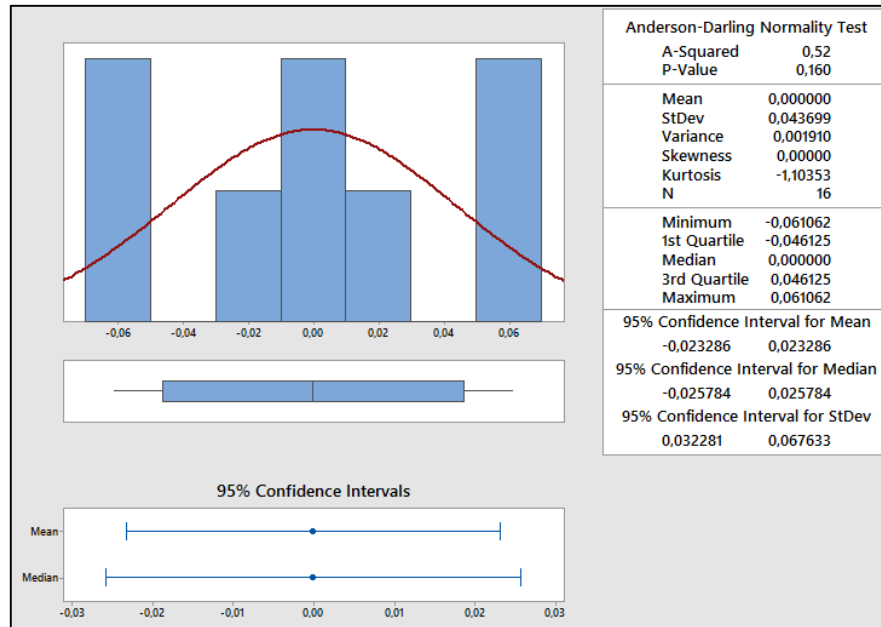 Anderson-Darling Normality Test
A-Squared 0,52
P-Value 0,160
Mean 0,000000
StDev 0,043699
Variance 0,001910
Skewness 0,00000
Kurtosis -1,10353
N 16
Minimum -0,061062
1st Quartile -0,046125
Median 0,000000
3rd Quartile 0,046125
Maximum 0,061062
95% Confidence Interval for Mean
-0,023286 0,023286
95% Confidence Interval for Median
-0,025784 0,025784
95% Confidence Interval for StDev
0,032281 0,067633
-0,06 -0,04 -0,02 0,00 0,02 0,04 0,06
95% Confidence Intervals
Mean
Median
-0,03 -0,02 -0,01 0,00 0,01 0,02 0,03